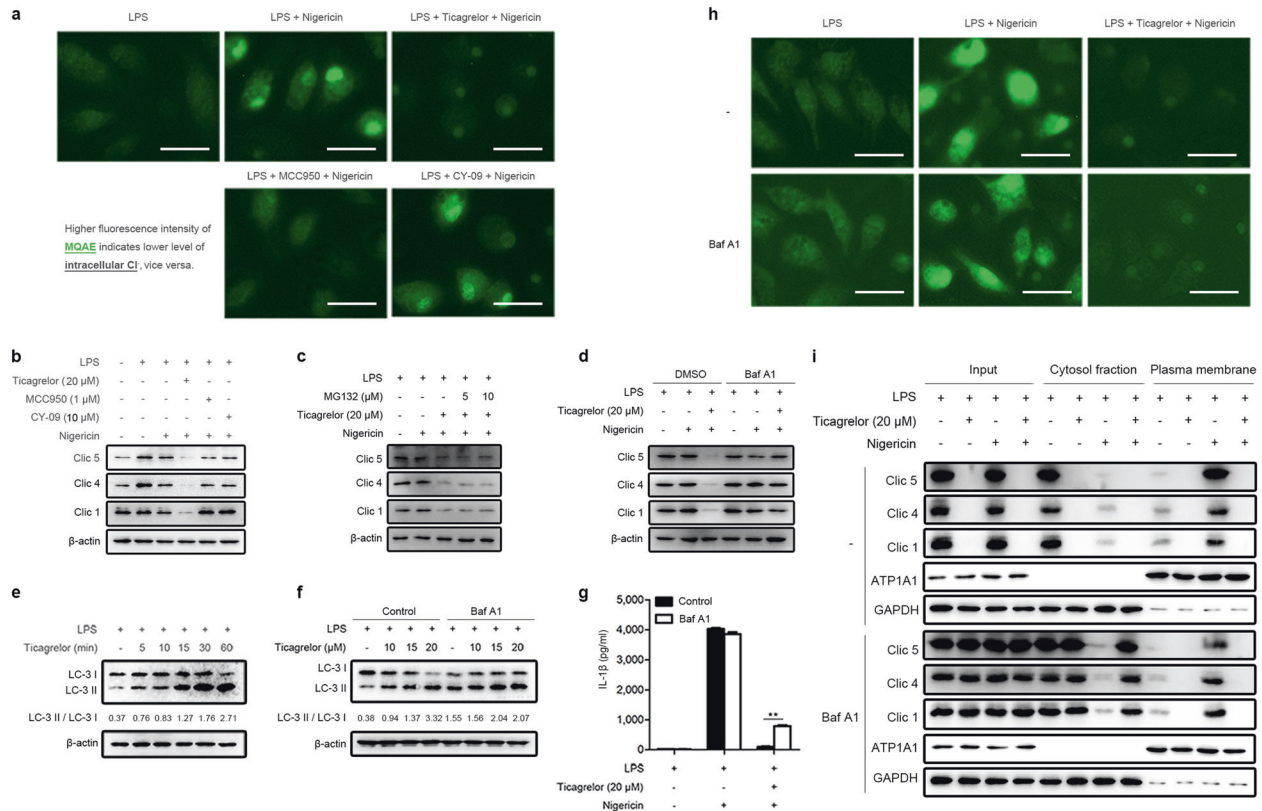 a
LPS
LPS + Nigericin
LPS + Ticagrelor + Nigericin
LPS + MCC950 + Nigericin
LPS + CY-09 + Nigericin
Higher fluorescence intensity of
MQAE indicates lower level of
intracellular Cl-, vice versa.
h
LPS
LPS + Nigericin
LPS + Ticagrelor + Nigericin
-
Baf A1
b
LPS - + + + + +
Ticagrelor (20 μM) - - - + - -
MCC950 (1 μM) - - - - + -
CY-09 (10 μM) - - - - - +
Nigericin - - + + + +
Clic 5
Clic 4
Clic 1
β-actin
c
LPS + + + + +
MG132 (μM) - - - 5 10
Ticagrelor (20 μM) - - + + +
Nigericin - + + + +
Clic 5
Clic 4
Clic 1
β-actin
d
DMSO Baf A1
LPS + + + + + +
Ticagrelor (20 μM) - - + - - +
Nigericin - + + - + +
Clic 5
Clic 4
Clic 1
β-actin
e
LPS + + + + + +
Ticagrelor (min) - 5 10 15 30 60
LC-3 I
LC-3 II
LC-3 II / LC-3 I 0.37 0.76 0.83 1.27 1.76 2.71
β-actin
f
Control Baf A1
LPS + + + + + + + +
Ticagrelor (μM) - 10 15 20 - 10 15 20
LC-3 I
LC-3 II
LC-3 II / LC-3 I 0.38 0.94 1.37 3.32 1.55 1.56 2.04 2.07
β-actin
g
IL-1β (pg/ml)
5,000
4,000
3,000
2,000
1,000
0
Control
Baf A1
**
LPS + + +
Ticagrelor (20 μM) - - +
Nigericin - + +
i
Input Cytosol fraction Plasma membrane
LPS + + + + + + + + + + + +
Ticagrelor (20 μM) - + - + - + - + - + - +
Nigericin - - + + - - + + - - + +
-
Clic 5
Clic 4
Clic 1
ATP1A1
GAPDH
Baf A1
Clic 5
Clic 4
Clic 1
ATP1A1
GAPDH